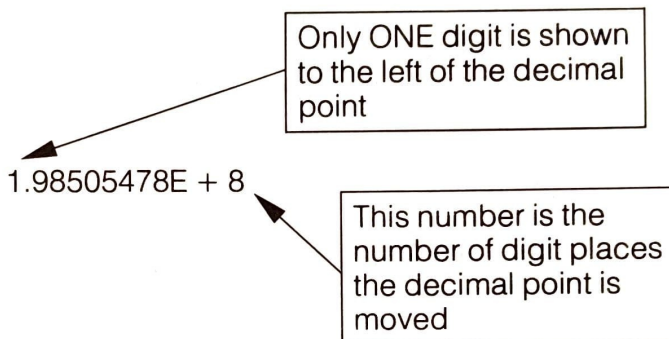 Only ONE digit is shown
to the left of the decimal
point
1.98505478E + 8
This number is the
number of digit places
the decimal point is
moved